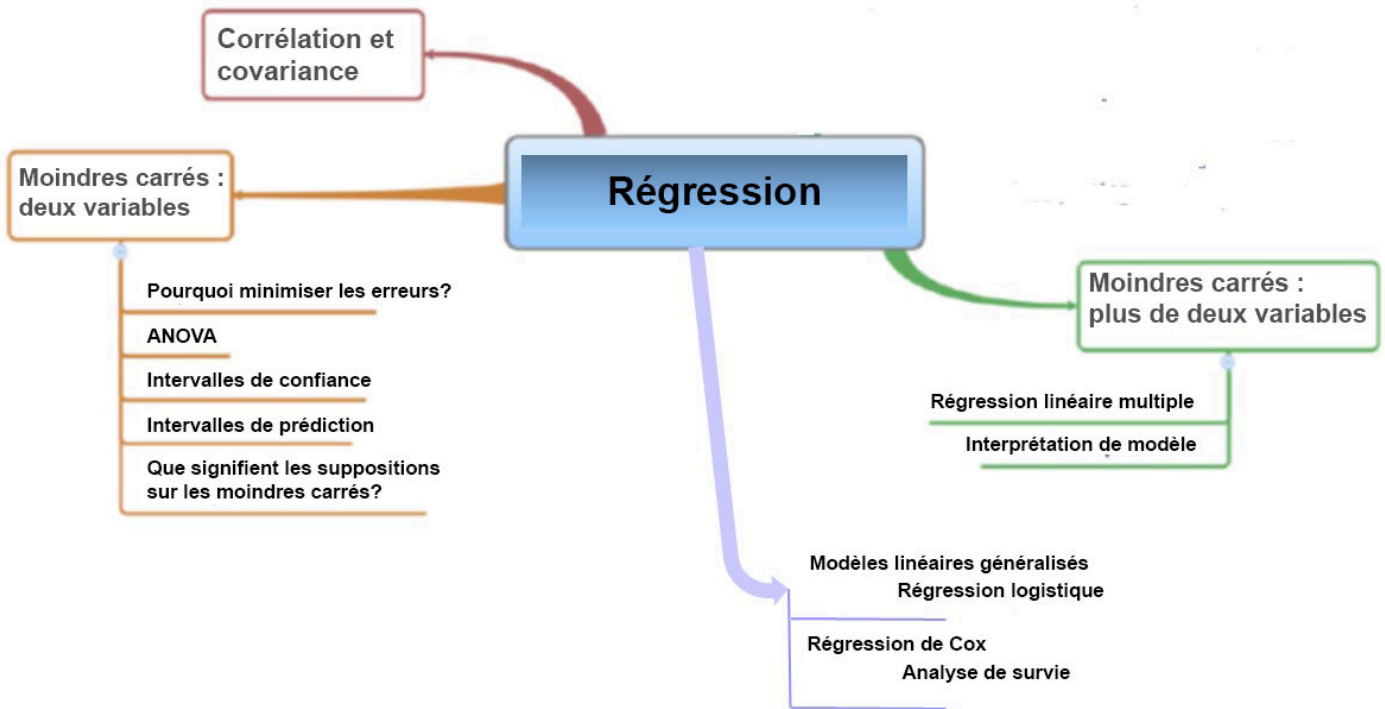 Corrélation et
covariance
Régression
Moindres carrés :
deux variables
Pourquoi minimiser les erreurs?
ANOVA
Intervalles de confiance
Intervalles de prédiction
Que signifient les suppositions
sur les moindres carrés?
Moindres carrés :
plus de deux variables
Régression linéaire multiple
Interprétation de modèle
Modèles linéaires généralisés
Régression logistique
Régression de Cox
Analyse de survie